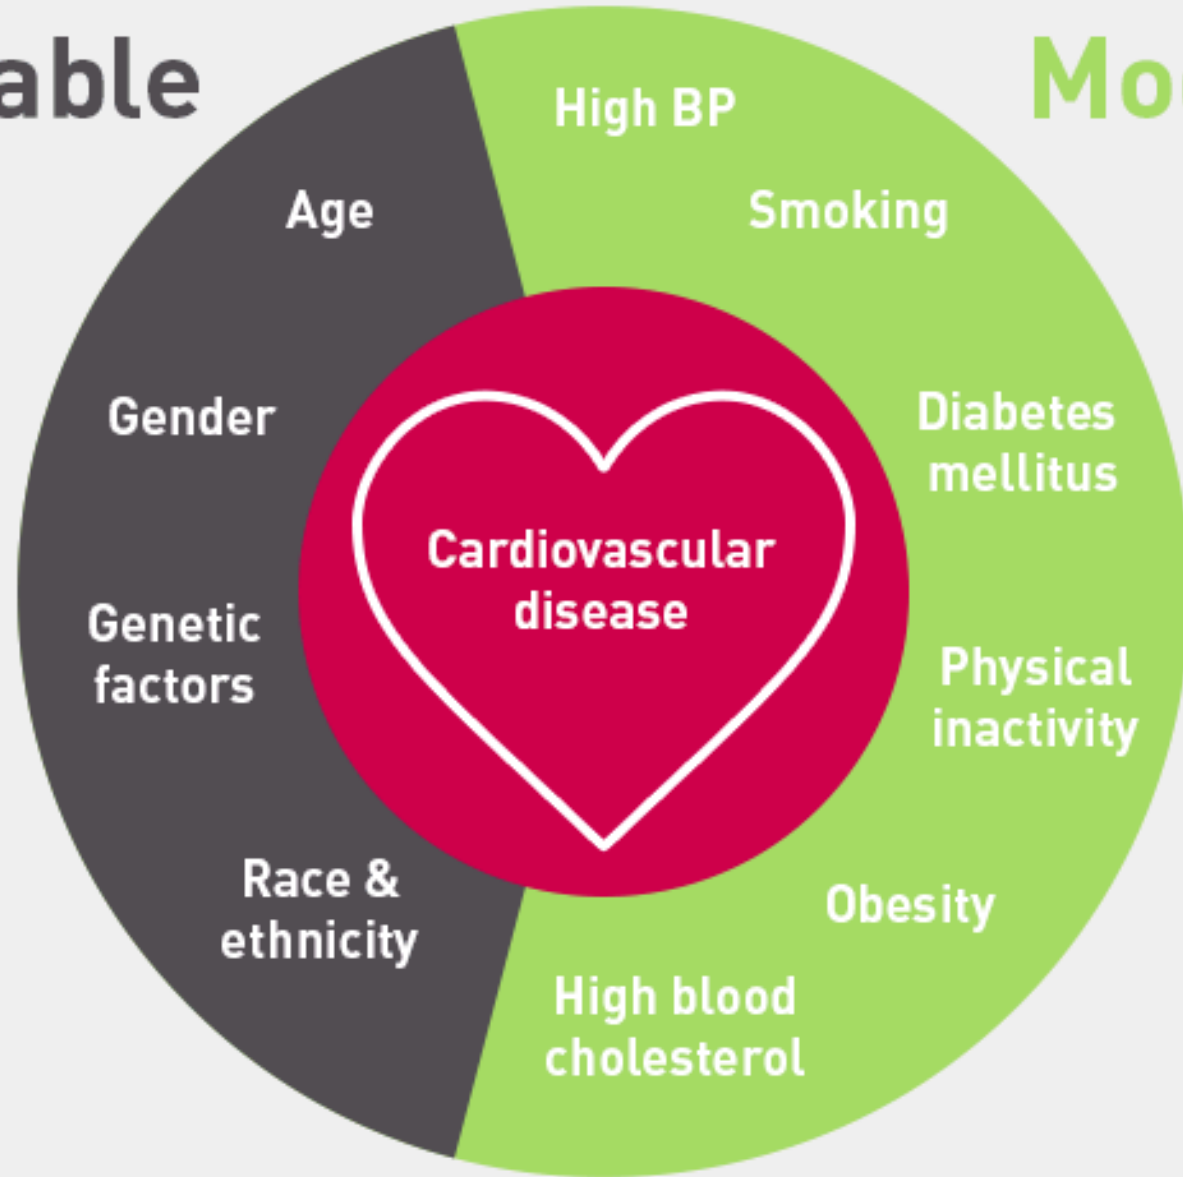 able
Mo
High BP
Age
Smoking
Gender
Diabetes
mellitus
Cardiovascular
disease
Genetic
factors
Physical
inactivity
Race &
ethnicity
Obesity
High blood
cholesterol